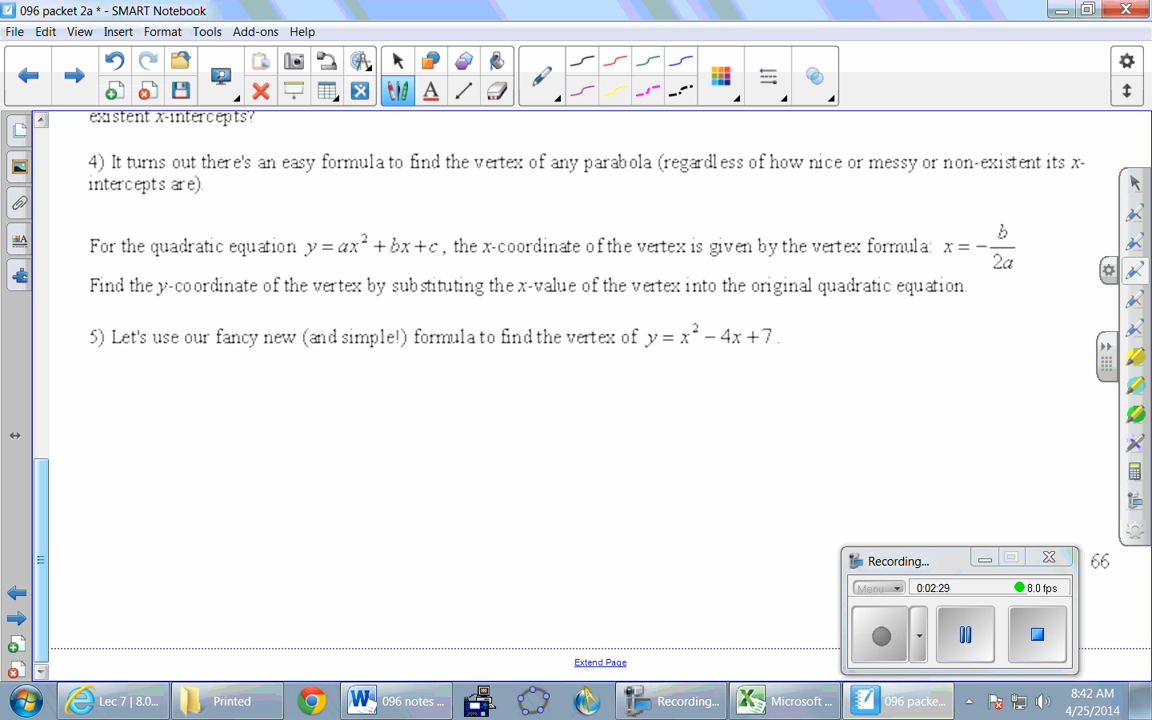 096 packet 2a * - SMART Notebook
File Edit View Insert Format Tools Add-ons Help
existent x-intercepts?
4) It turns out there's an easy formula to find the vertex of any parabola (regardless of how nice or messy or non-existent its x-
intercepts are).
For the quadratic equation y = ax² + bx + c , the x-coordinate of the vertex is given by the vertex formula: x = − b/2a
Find the y-coordinate of the vertex by substituting the x-value of the vertex into the original quadratic equation.
5) Let's use our fancy new (and simple!) formula to find the vertex of y = x² − 4x + 7 .
66
Recording...
Menu 0:02:29 8.0 fps
Extend Page
Lec 7 | 8.0... Printed 096 notes ... Recording... Microsoft ... 096 packe...
8:42 AM
4/25/2014